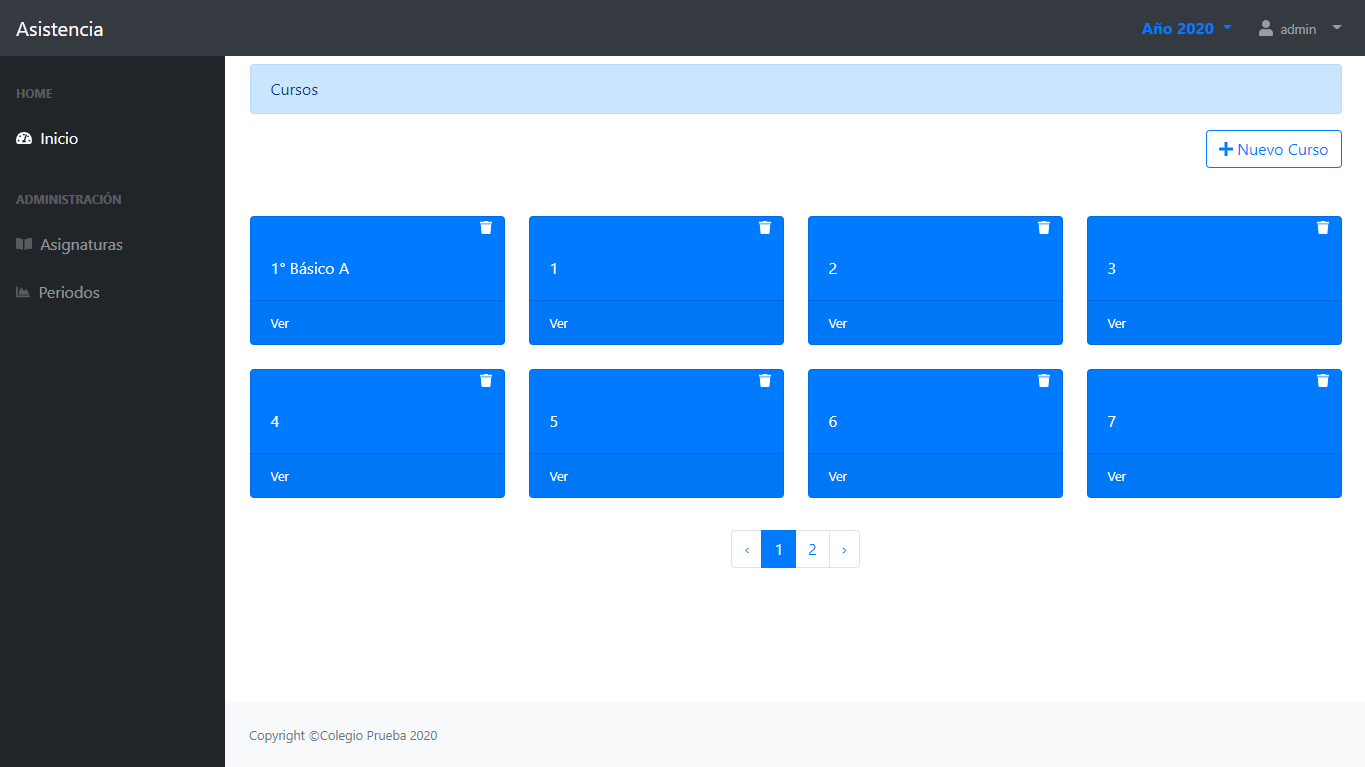 Asistencia
Año 2020
admin
HOME
Inicio
ADMINISTRACIÓN
Asignaturas
Periodos
Cursos
Nuevo Curso
1° Básico A
1
2
3
Ver
Ver
Ver
Ver
4
5
6
7
Ver
Ver
Ver
Ver
‹ 1 2 ›
Copyright ©Colegio Prueba 2020